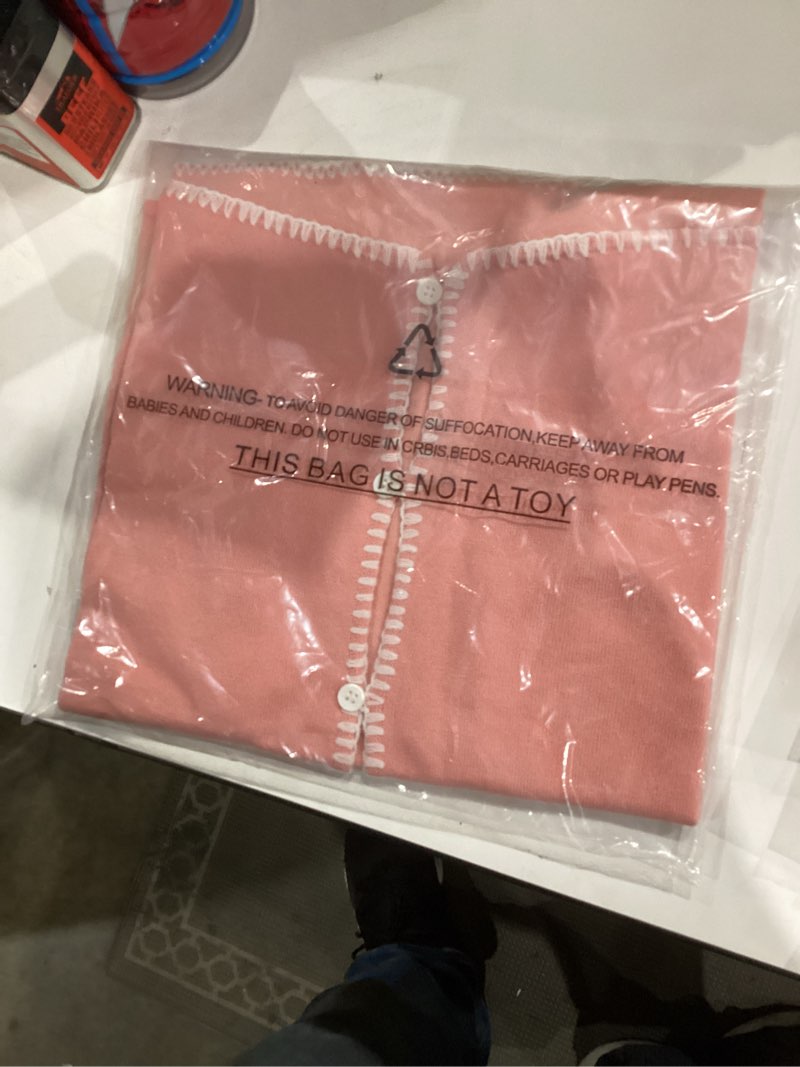 WARNING- TO AVOID DANGER OF SUFFOCATION,KEEP AWAY FROM
BABIES AND CHILDREN. DO NOT USE IN CRBIS,BEDS,CARRIAGES OR PLAY PENS.
THIS BAG IS NOT A TOY